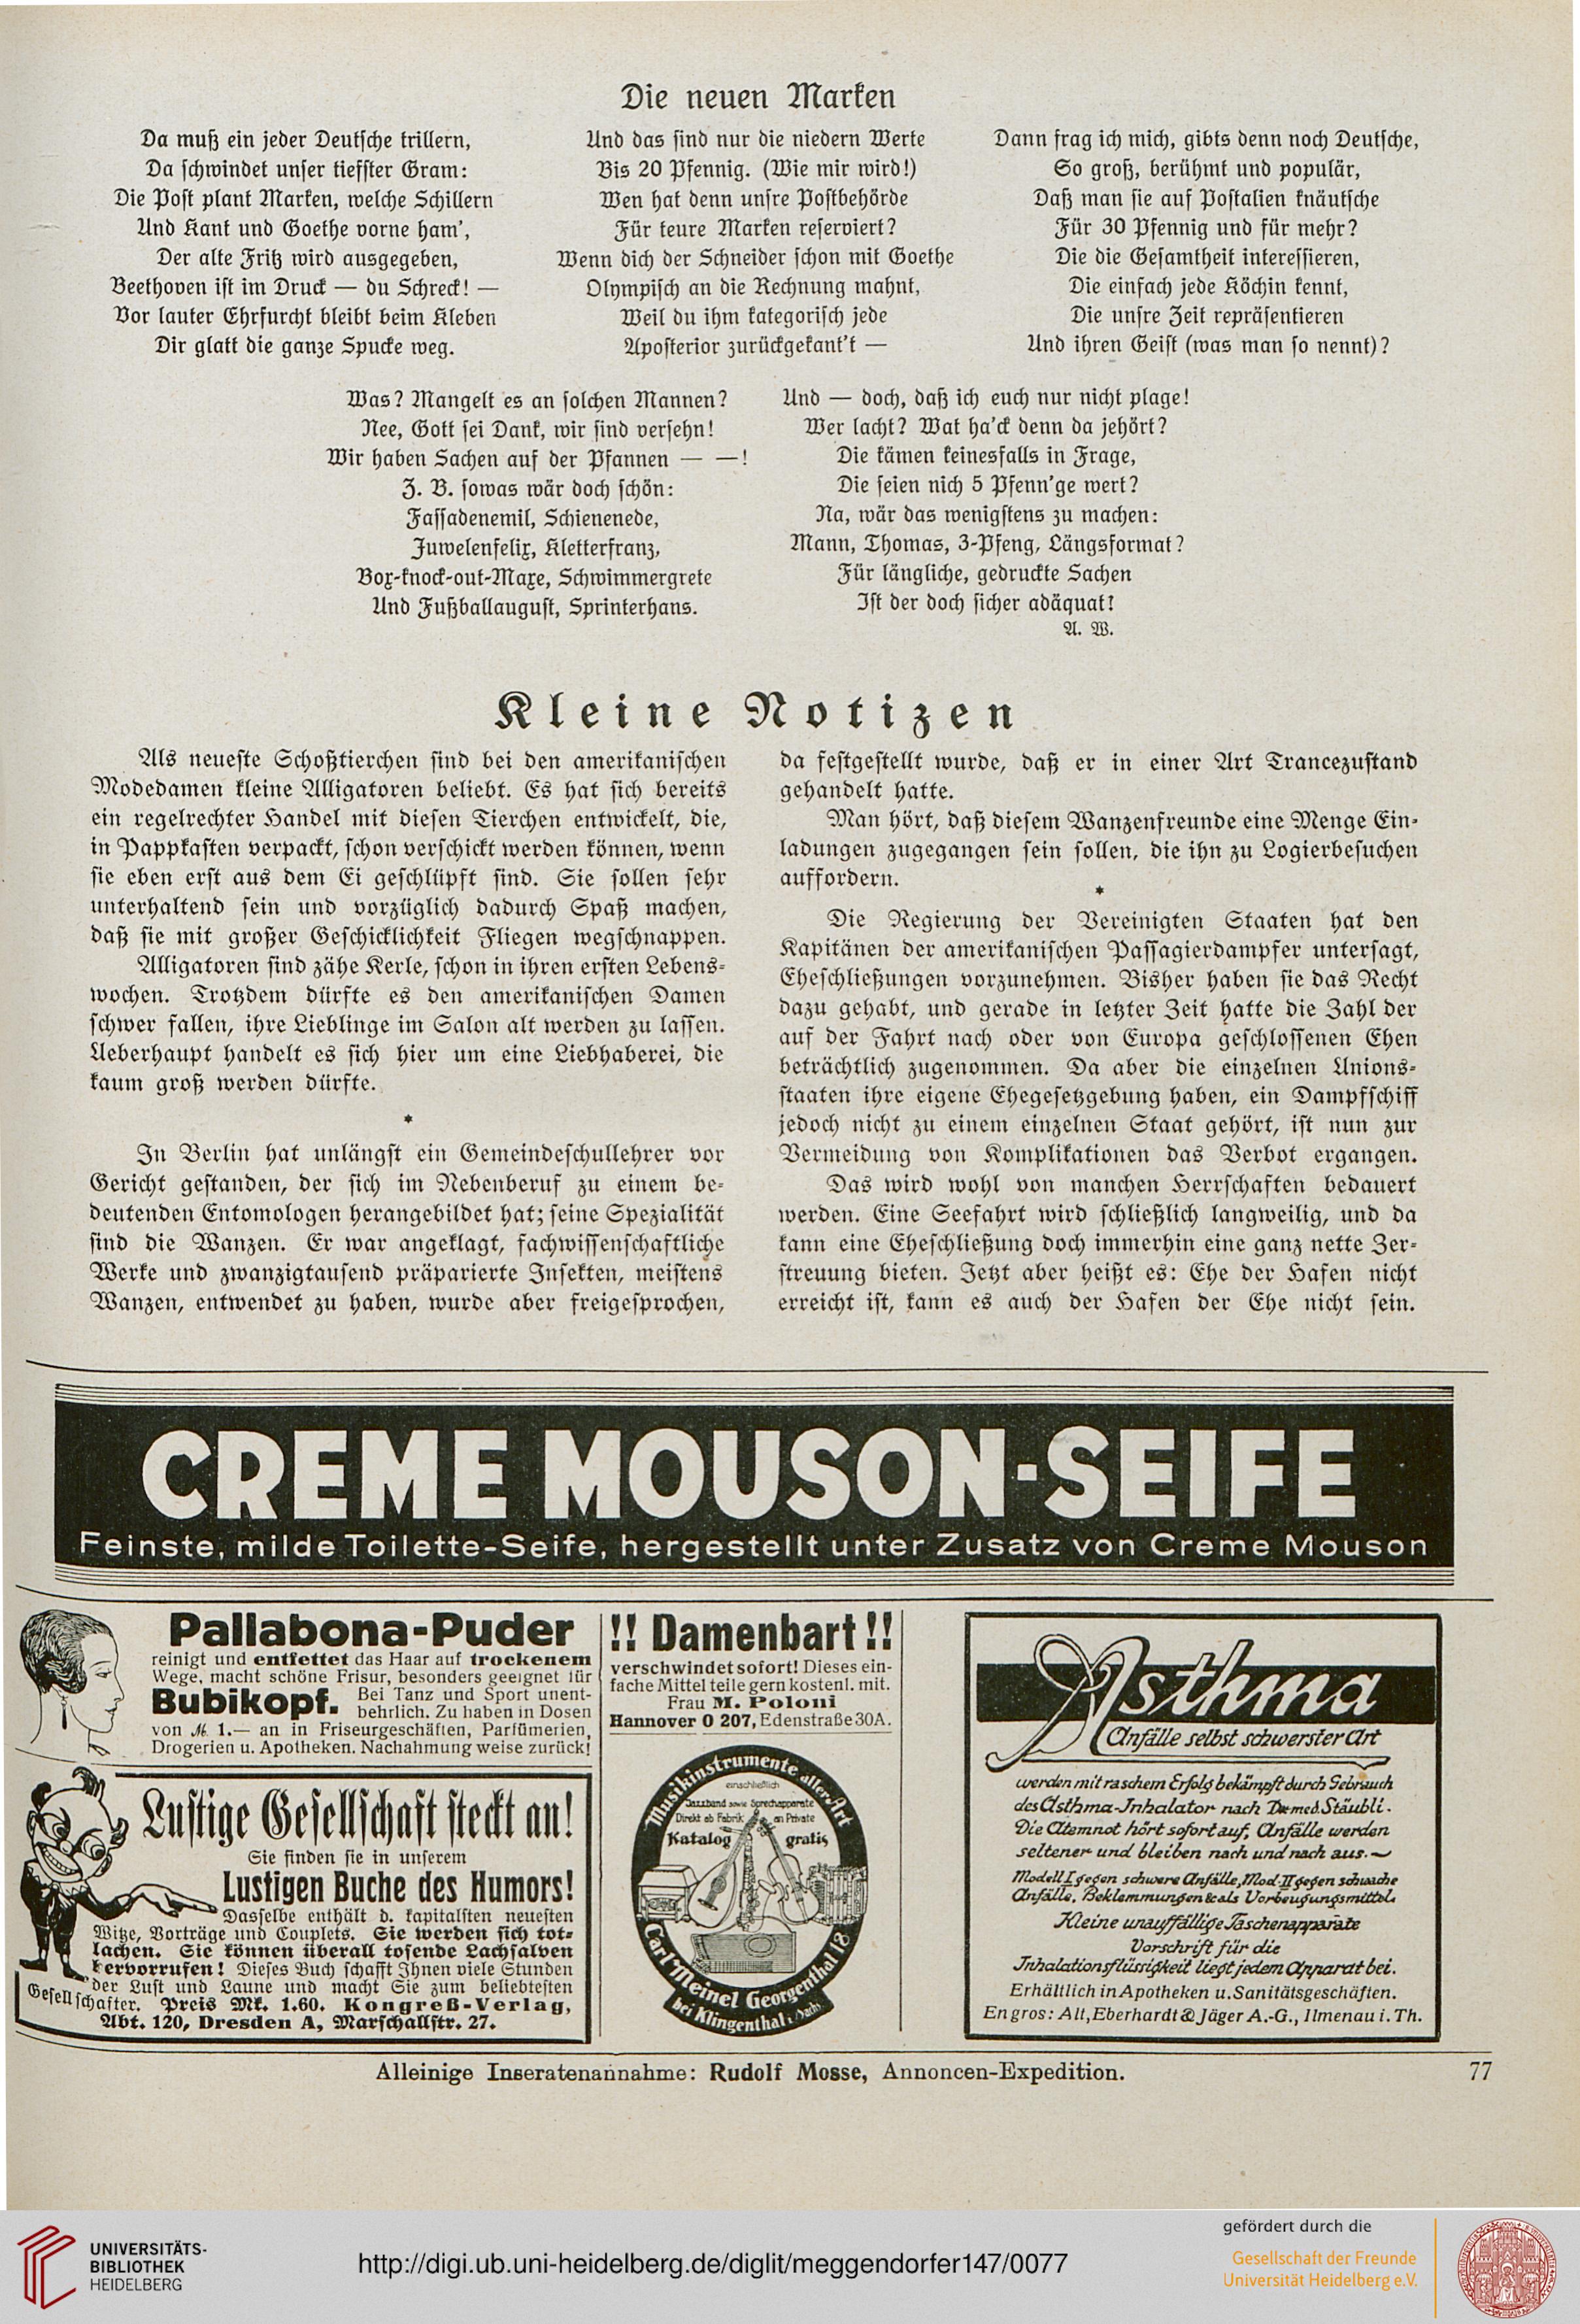 Die neuen Marken
Da muß ein jeder Deutsche trillern,
Da schwindet unser tiefster Gram:
Die Post plant Marken, welche Schillern
Und Kant und Goethe vorne ham',
Der alte Fritz wird ausgegeben,
Beethoven ist im Druck — du Schreck! —
Vor lauter Ehrfurcht bleibt beim Kleben
Dir glatt die ganze Spucke weg.
Und das sind nur die niedern Werte
Bis 20 Pfennig. (Wie mir wird!)
Wen hat denn unsre Postbehörde
Für teure Marken reserviert?
Wenn dich der Schneider schon mit Goethe
Olympisch an die Rechnung mahnt,
Weil du ihm kategorisch jede
Aposterior zurückgekant't —
Dann frag ich mich, gibts denn noch Deutsche,
So groß, berühmt und populär,
Daß man sie auf Postalien knäutsche
Für 30 Pfennig und für mehr?
Die die Gesamtheit interessieren,
Die einfach jede Köchin kennt,
Die unsre Zeit repräsentieren
Und ihren Geist (was man so nennt)?
Was? Mangelt es an solchen Mannen?
Nee, Gott sei Dank, wir sind versehn!
Wir haben Sachen auf der Pfannen — —!
Z. B. sowas wär doch schön:
Fassadenemil, Schienenede,
Juwelenfelix, Kletterfranz,
Box-knock-out-Maxe, Schwimmergrete
Und Fußballaugust, Sprinterhans.
Und — doch, daß ich euch nur nicht plage!
Wer lacht? Wat ha'ck denn da jehört?
Die kämen keinesfalls in Frage,
Die seien nich 5 Pfenn'ge wert?
Na, wär das wenigstens zu machen:
Mann, Thomas, 3-Pfeng, Längsformat?
Für längliche, gedruckte Sachen
Ist der doch sicher adäquat!
A. W.
Kleine Notizen
Als neueste Schoßtierchen sind bei den amerikanischen
Modedamen kleine Alligatoren beliebt. Es hat sich bereits
ein regelrechter Handel mit diesen Tierchen entwickelt, die,
in Pappkasten verpackt, schon verschickt werden können, wenn
sie eben erst aus dem Ei geschlüpft sind. Sie sollen sehr
unterhaltend sein und vorzüglich dadurch Spaß machen,
daß sie mit großer Geschicklichkeit Fliegen wegschnappen.
Alligatoren sind zähe Kerle, schon in ihren ersten Lebens-
wochen. Trotzdem dürfte es den amerikanischen Damen
schwer fallen, ihre Lieblinge im Salon alt werden zu lassen.
Ueberhaupt handelt es sich hier um eine Liebhaberei, die
kaum groß werden dürfte.
*
In Berlin hat unlängst ein Gemeindeschullehrer vor
Gericht gestanden, der sich im Nebenberuf zu einem be-
deutenden Entomologen herangebildet hat; seine Spezialität
sind die Wanzen. Er war angeklagt, fachwissenschaftliche
Werke und zwanzigtausend präparierte Insekten, meistens
Wanzen, entwendet zu haben, wurde aber freigesprochen,
da festgestellt wurde, daß er in einer Art Trancezustand
gehandelt hatte.
Man hört, daß diesem Wanzenfreunde eine Menge Ein-
ladungen zugegangen sein sollen, die ihn zu Logierbesuchen
auffordern.
*
Die Regierung der Vereinigten Staaten hat den
Kapitänen der amerikanischen Passagierdampfer untersagt,
Eheschließungen vorzunehmen. Bisher haben sie das Recht
dazu gehabt, und gerade in letzter Zeit hatte die Zahl der
auf der Fahrt nach oder von Europa geschlossenen Ehen
beträchtlich zugenommen. Da aber die einzelnen Unions-
staaten ihre eigene Ehegesetzgebung haben, ein Dampfschiff
jedoch nicht zu einem einzelnen Staat gehört, ist nun zur
Vermeidung von Komplikationen das Verbot ergangen.
Das wird wohl von manchen Herrschaften bedauert
werden. Eine Seefahrt wird schließlich langweilig, und da
kann eine Eheschließung doch immerhin eine ganz nette Zer-
streuung bieten. Jetzt aber heißt es: Ehe der Hafen nicht
erreicht ist, kann es auch der Hafen der Ehe nicht sein.
CREME MOUSON-SEIFE
Feinste, milde Toilette-Seife, hergestellt unter Zusatz von Creme Mouson
Pallabona-Puder
reinigt und entfettet das Haar auf trockenem
Wege, macht schöne Frisur, besonders geeignet für
Bubikopf. Bei Tanz und Sport unent-
behrlich. Zu haben in Dosen
von ℳ 1.— an in Friseurgeschäften, Parfümerien,
Drogerien u. Apotheken. Nachahmung weise zurück!
Lustige Gesellschaft steckt an!
Sie finden sie in unserem
Lustigen Buche des Humors!
Dasselbe enthält d. kapitalsten neuesten
Witze, Vorträge und Couplets. Sie werden sich tot-
lachen. Sie können überall tosende Lachsalven
hervorrufen! Dieses Buch schafft Ihnen viele Stunden
der Lust und Laune und macht Sie zum beliebtesten
Gesellschafter. Preis Mk. 1.60. Kongreß-Verlag,
Abt. 120, Dresden A, Marschallstr. 27.
!! Damenbart !!
verschwindet sofort! Dieses ein-
fache Mittel teile gern kostenl. mit.
Frau M. Poloni
Hannover O 207, Edenstraße 30A.
Musikinstrumente aller Art
einschließlich
Jazzband sowie Sprechapparate
Direkt ab Fabrik an Private
Katalog gratis
Carl Meinel Georgenthal 18
bei Klingenthal i. Sachs.
Asthma
Anfälle selbst schwerster Art
werden mit raschem Erfolg bekämpft durch Gebrauch
des Asthma-Inhalator nach Dr. med. Stäubli.
Die Atemnot hört sofort auf, Anfälle werden
seltener und bleiben nach und nach aus.
Modell I gegen schwere Anfälle, Mod. II gegen schwache
Anfälle, Beklemmungen & als Vorbeugungsmittel.
Kleine unauffällige Taschenapparate
Vorschrift für die
Inhalationsflüssigkeit liegt jedem Apparat bei.
Erhältlich in Apotheken u. Sanitätsgeschäften.
Engros: Alt, Eberhardt & Jäger A.-G., Ilmenau i. Th.
Alleinige Inseratenannahme: Rudolf Mosse, Annoncen-Expedition.
77
UNIVERSITÄTS-
BIBLIOTHEK
HEIDELBERG
http://digi.ub.uni-heidelberg.de/diglit/meggendorfer147/0077
gefördert durch die
Gesellschaft der Freunde
Universität Heidelberg e.V.